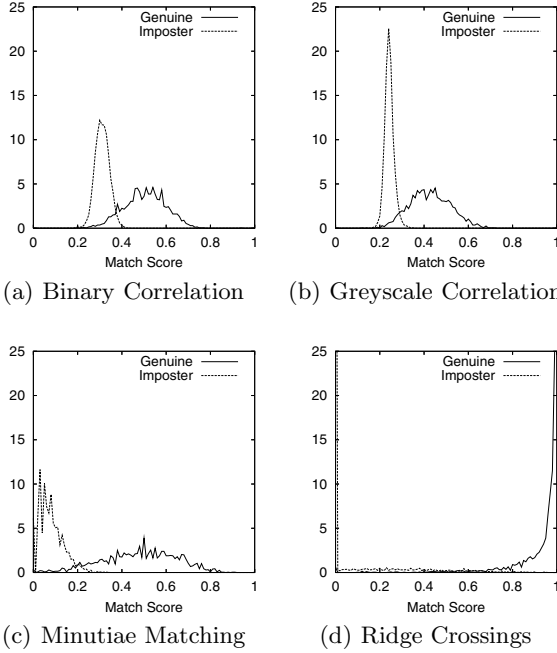 25
20
15
10
5
0
0 0.2 0.4 0.6 0.8 1
Match Score
Genuine
Imposter
(a) Binary Correlation
25
20
15
10
5
0
0 0.2 0.4 0.6 0.8 1
Match Score
Genuine
Imposter
(b) Greyscale Correlation
25
20
15
10
5
0
0 0.2 0.4 0.6 0.8 1
Match Score
Genuine
Imposter
(c) Minutiae Matching
25
20
15
10
5
0
0 0.2 0.4 0.6 0.8 1
Match Score
Genuine
Imposter
(d) Ridge Crossings